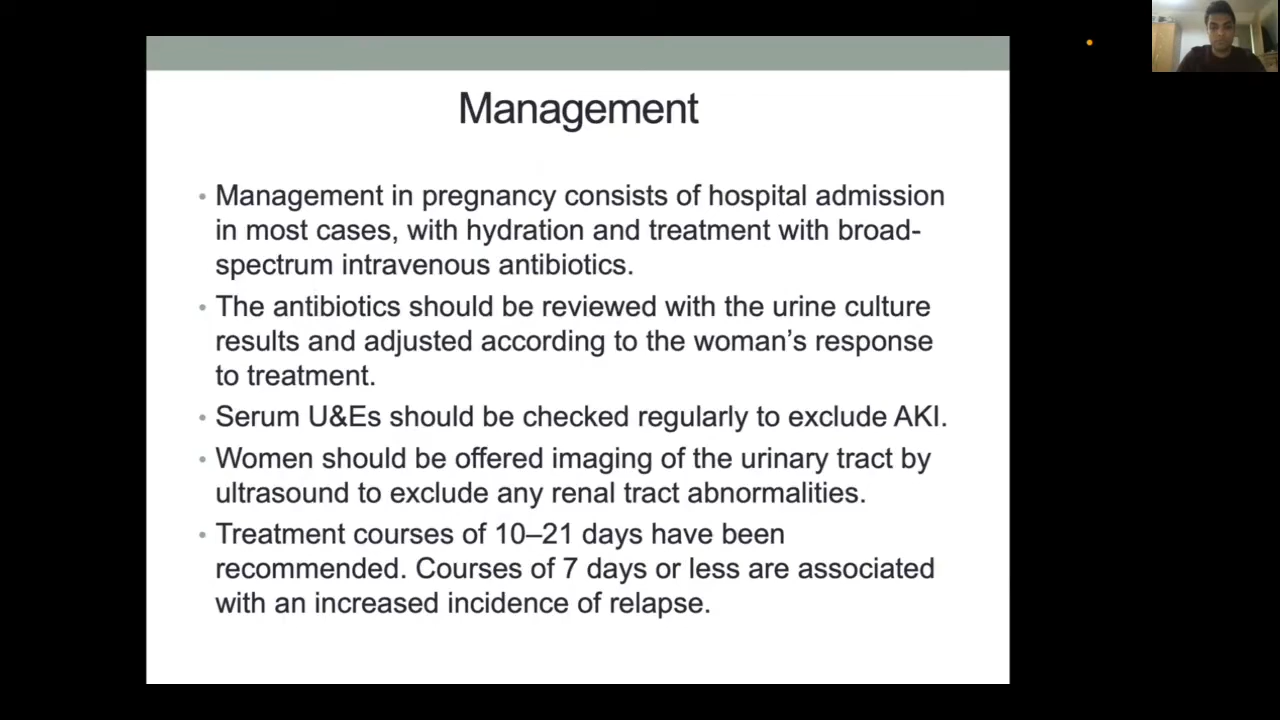 Management
• Management in pregnancy consists of hospital admission
in most cases, with hydration and treatment with broad-
spectrum intravenous antibiotics.
• The antibiotics should be reviewed with the urine culture
results and adjusted according to the woman’s response
to treatment.
• Serum U&Es should be checked regularly to exclude AKI.
• Women should be offered imaging of the urinary tract by
ultrasound to exclude any renal tract abnormalities.
• Treatment courses of 10–21 days have been
recommended. Courses of 7 days or less are associated
with an increased incidence of relapse.